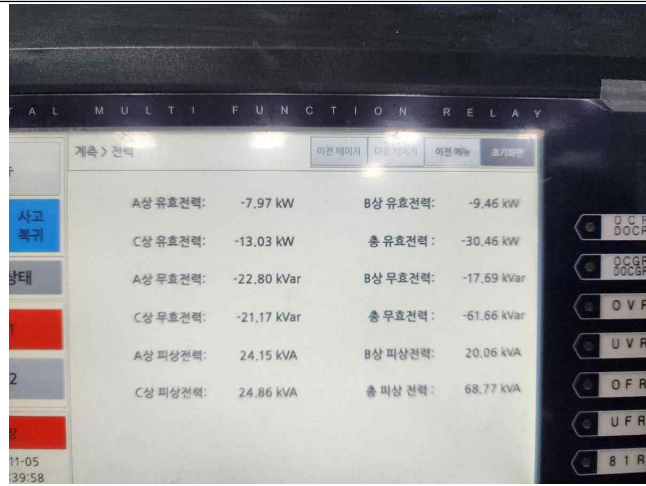 TAL MULTI FUNCTION RELAY
계측 > 전력
이전 페이지 다음 페이지 이전 메뉴 초기화면
A상 유효전력: -7.97 kW B상 유효전력: -9.46 kW
C상 유효전력: -13.03 kW 총 유효전력 : -30.46 kW
A상 무효전력: -22.80 kVar B상 무효전력: -17.69 kVar
C상 무효전력: -21.17 kVar 총 무효전력 : -61.66 kVar
A상 피상전력: 24.15 kVA B상 피상전력: 20.06 kVA
C상 피상전력: 24.86 kVA 총 피상 전력 : 68.77 kVA
사고
복귀
상태
2
11-05
:39:58
OCR
DOCR
OCGR
DOCGR
OVR
UVR
OFR
UFR
81R